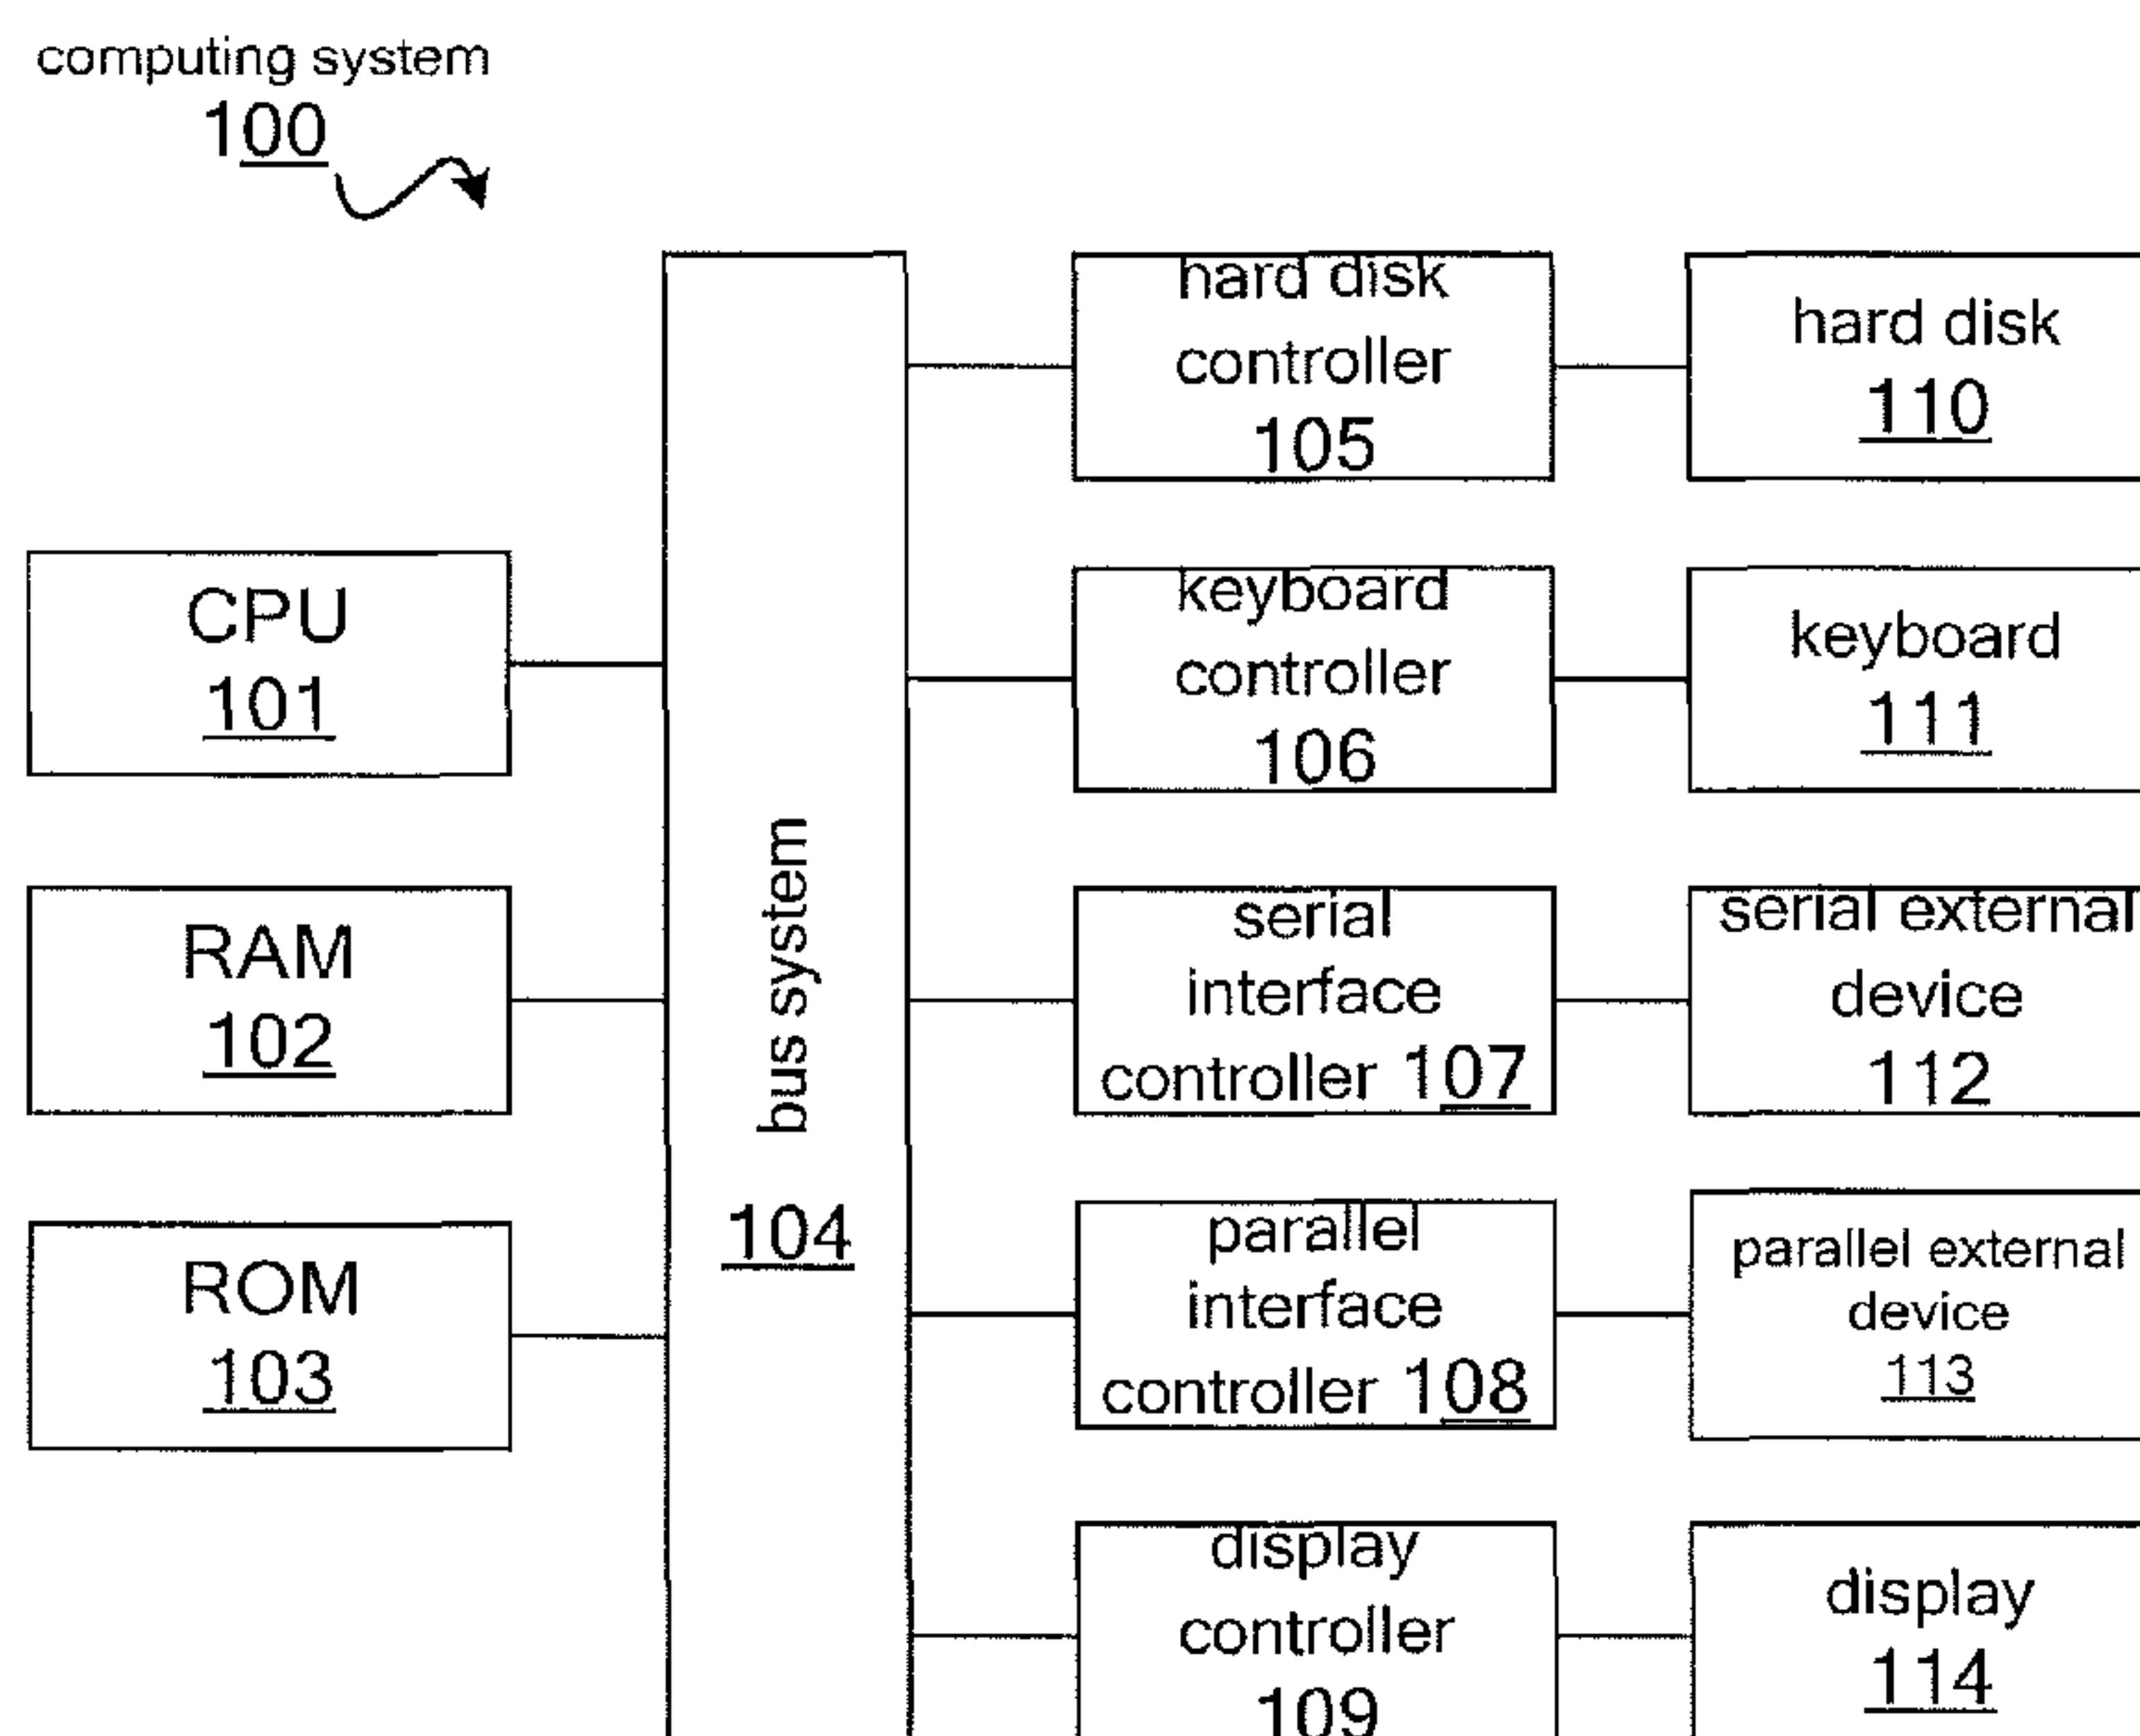 computing system
100
hard disk
controller
105
hard disk
110
CPU
101
keyboard
controller
106
keyboard
111
bus system
104
RAM
102
serial
interface
controller 107
serial external
device
112
ROM
103
parallel
interface
controller 108
parallel external
device
113
display
controller
109
display
114